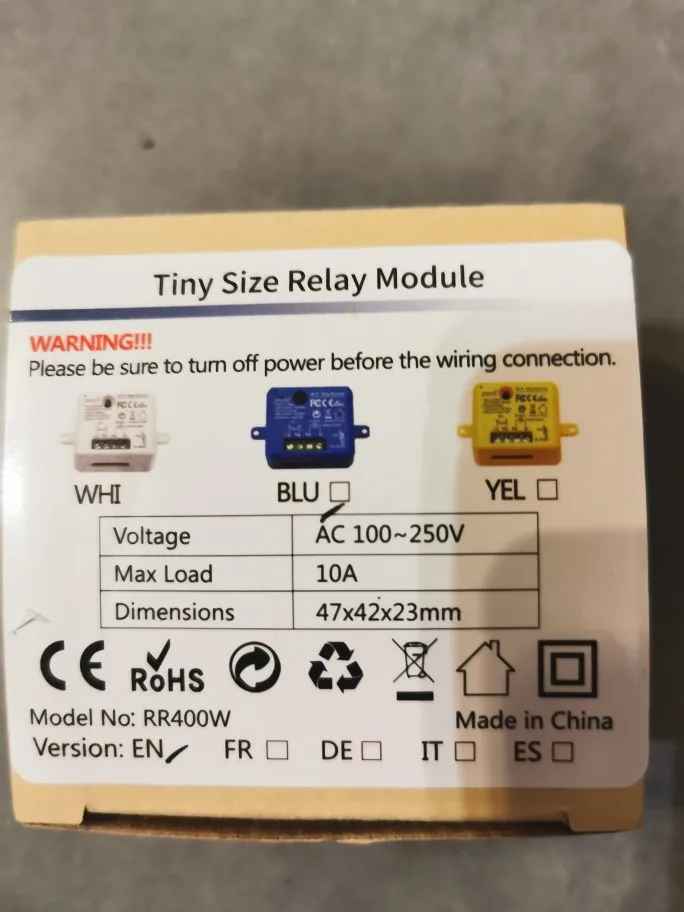 Tiny Size Relay Module
WARNING!!!
Please be sure to turn off power before the wiring connection.
WHI BLU YEL
Voltage AC 100~250V
Max Load 10A
Dimensions 47x42x23mm
CE RoHS
Model No: RR400W Made in China
Version: EN FR DE IT ES